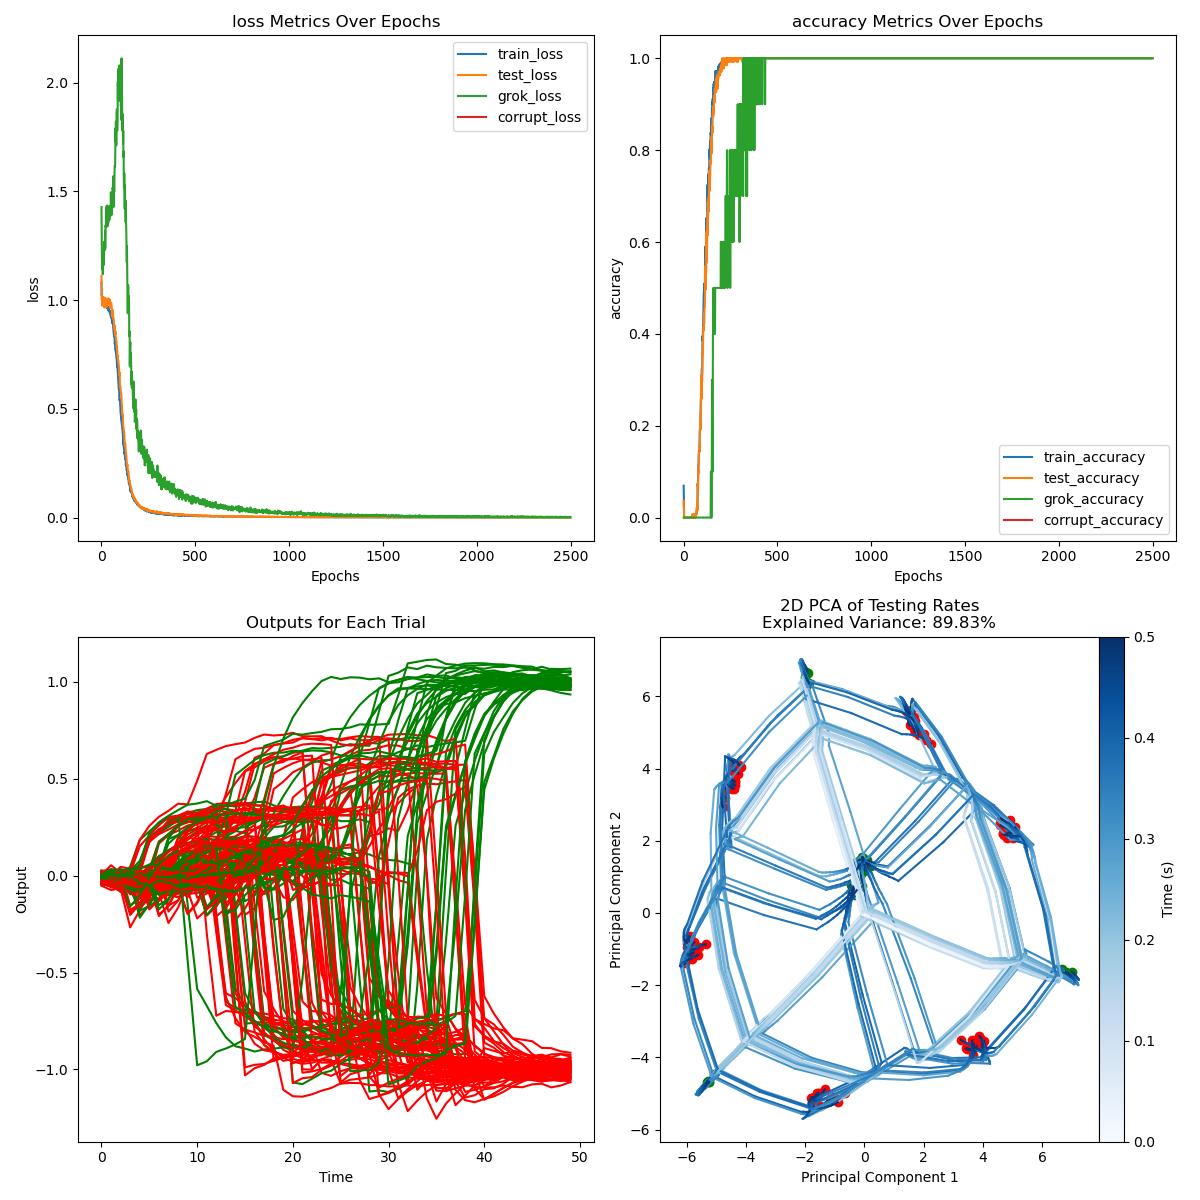 loss Metrics Over Epochs
2.0
1.5
1.0
0.5
0.0
loss
0
500
1000
1500
2000
2500
Epochs
train_loss
test_loss
grok_loss
corrupt_loss
accuracy Metrics Over Epochs
1.0
0.8
0.6
0.4
0.2
0.0
accuracy
0
500
1000
1500
2000
2500
Epochs
train_accuracy
test_accuracy
grok_accuracy
corrupt_accuracy
Outputs for Each Trial
1.0
0.5
0.0
−0.5
−1.0
Output
0
10
20
30
40
50
Time
2D PCA of Testing Rates
Explained Variance: 89.83%
6
4
2
0
−2
−4
−6
Principal Component 2
−6
−4
−2
0
2
4
6
Principal Component 1
0.5
0.4
0.3
0.2
0.1
0.0
Time (s)